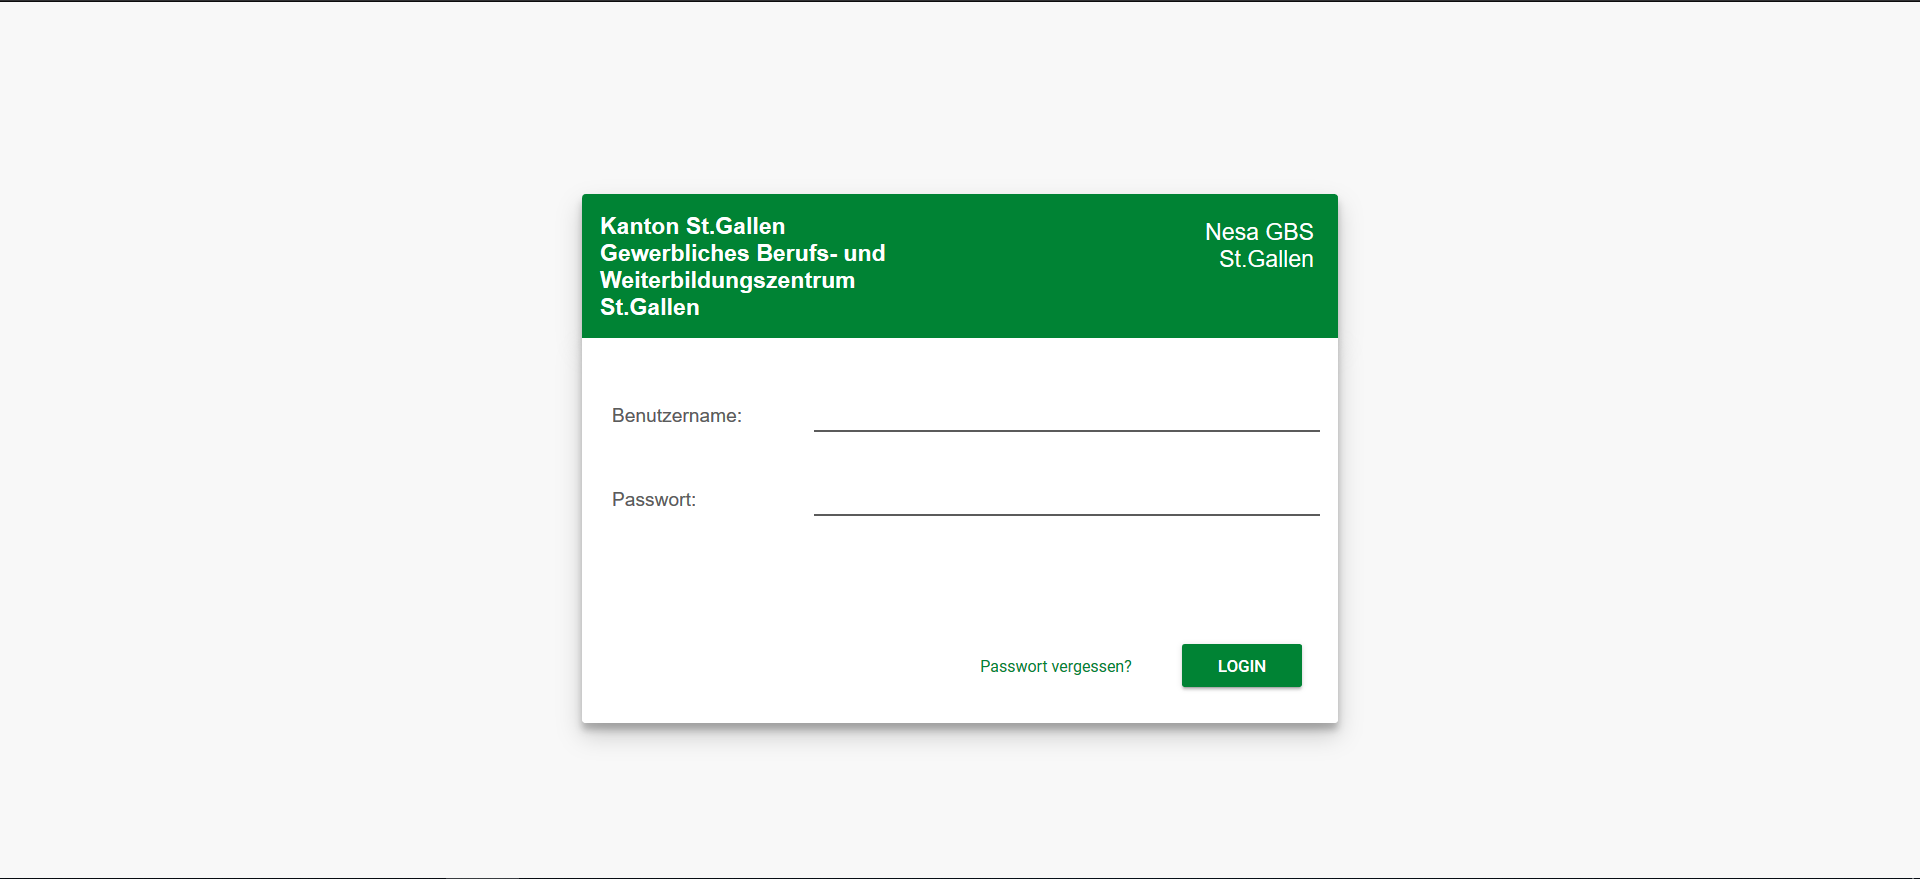 Kanton St.Gallen
Gewerbliches Berufs- und
Weiterbildungszentrum
St.Gallen
Nesa GBS
St.Gallen
Benutzername:
Passwort:
Passwort vergessen?
LOGIN